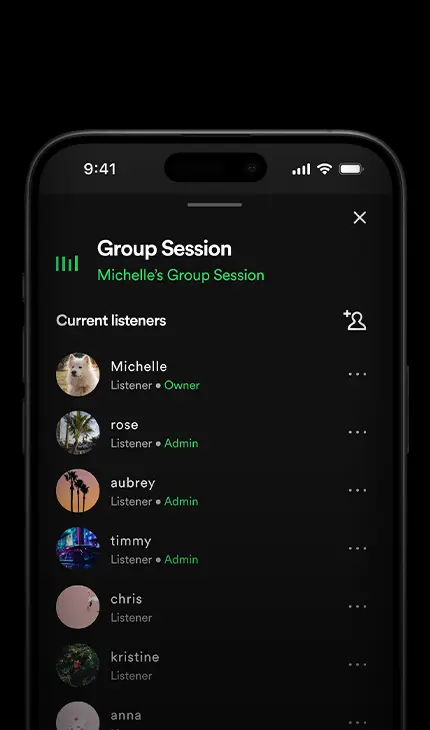 9:41
Group Session
Michelle's Group Session
Current listeners
Michelle
Listener • Owner
rose
Listener • Admin
aubrey
Listener • Admin
timmy
Listener • Admin
chris
Listener
kristine
Listener
anna